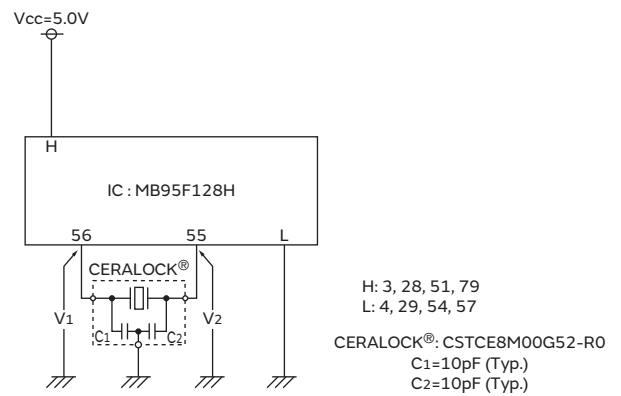 Vcc=5.0V
H
IC : MB95F128H
56 55 L
CERALOCK®
V1 C1 C2 V2
H: 3, 28, 51, 79
L: 4, 29, 54, 57
CERALOCK®: CSTCE8M00G52-R0
C1=10pF (Typ.)
C2=10pF (Typ.)